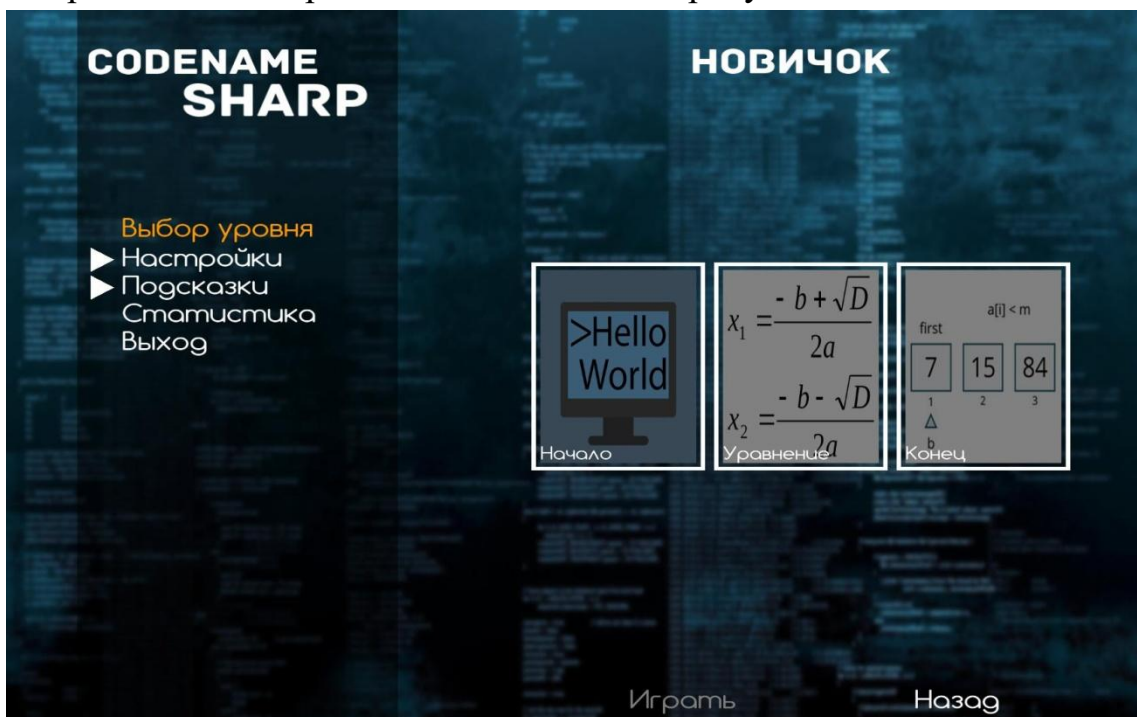 CODENAME
SHARP
Выбор уровня
Настройки
Подсказки
Статистика
Выход
НОВИЧОК
>Hello
World
Начало
x₁ = (- b + √D) / 2a
x₂ = (- b - √D) / 2a
Уравнение
a[i] < m
first
7 15 84
1 2 3
b
Конец
Играть
Назад